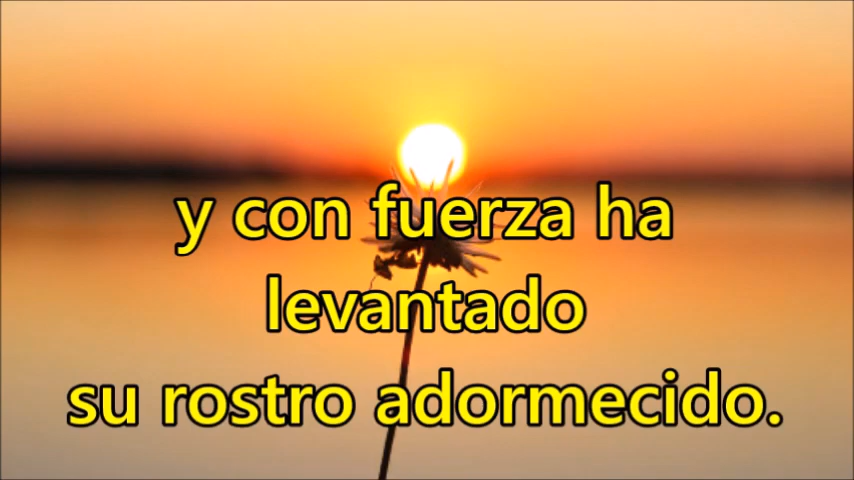 y con fuerza ha
levantado
su rostro adormecido.